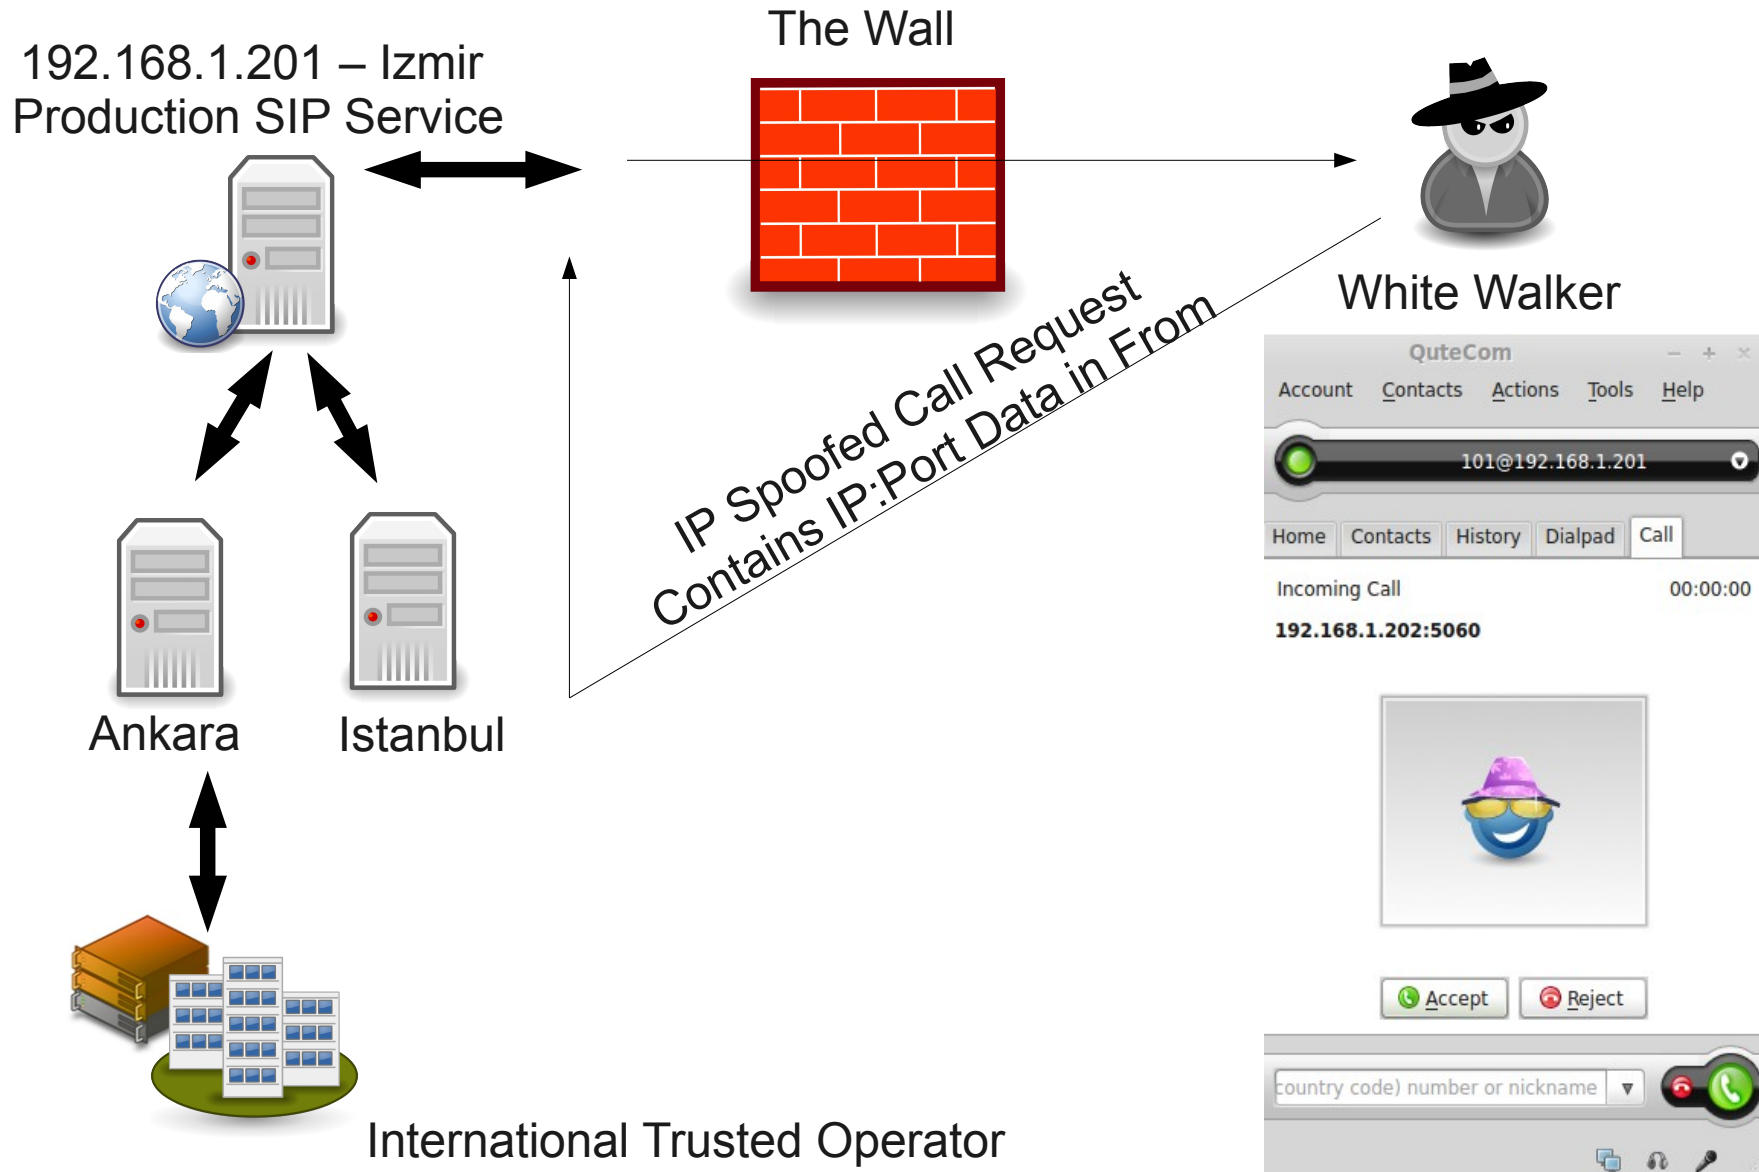 The Wall
192.168.1.201 – Izmir
Production SIP Service
White Walker
IP Spoofed Call Request
Contains IP:Port Data in From
QuteCom
Account Contacts Actions Tools Help
101@192.168.1.201
Home Contacts History Dialpad Call
Incoming Call 00:00:00
192.168.1.202:5060
Ankara
Istanbul
Accept Reject
country code) number or nickname
International Trusted Operator